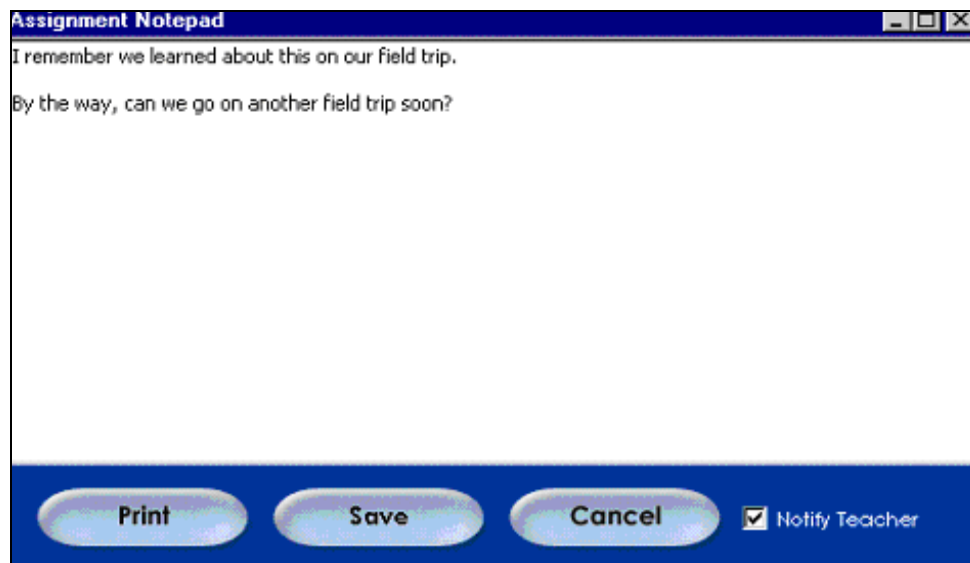 Assignment Notepad
I remember we learned about this on our field trip.
By the way, can we go on another field trip soon?
Print Save Cancel Notify Teacher